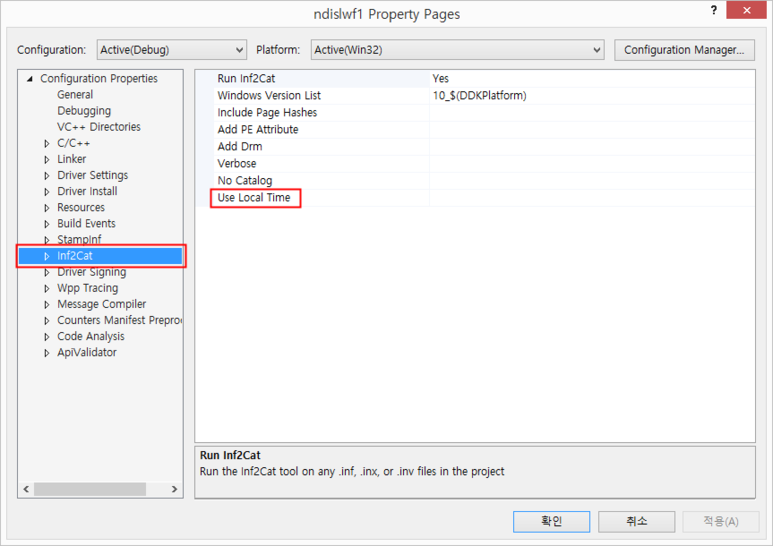 ndislwf1 Property Pages
?
Configuration: Active(Debug) Platform: Active(Win32) Configuration Manager...
Configuration Properties
General
Debugging
VC++ Directories
C/C++
Linker
Driver Settings
Driver Install
Resources
Build Events
StampInf
Inf2Cat
Driver Signing
Wpp Tracing
Message Compiler
Counters Manifest Preproc
Code Analysis
ApiValidator
Run Inf2Cat Yes
Windows Version List 10_$(DDKPlatform)
Include Page Hashes
Add PE Attribute
Add Drm
Verbose
No Catalog
Use Local Time
Run Inf2Cat
Run the Inf2Cat tool on any .inf, .inx, or .inv files in the project
확인 취소 적용(A)